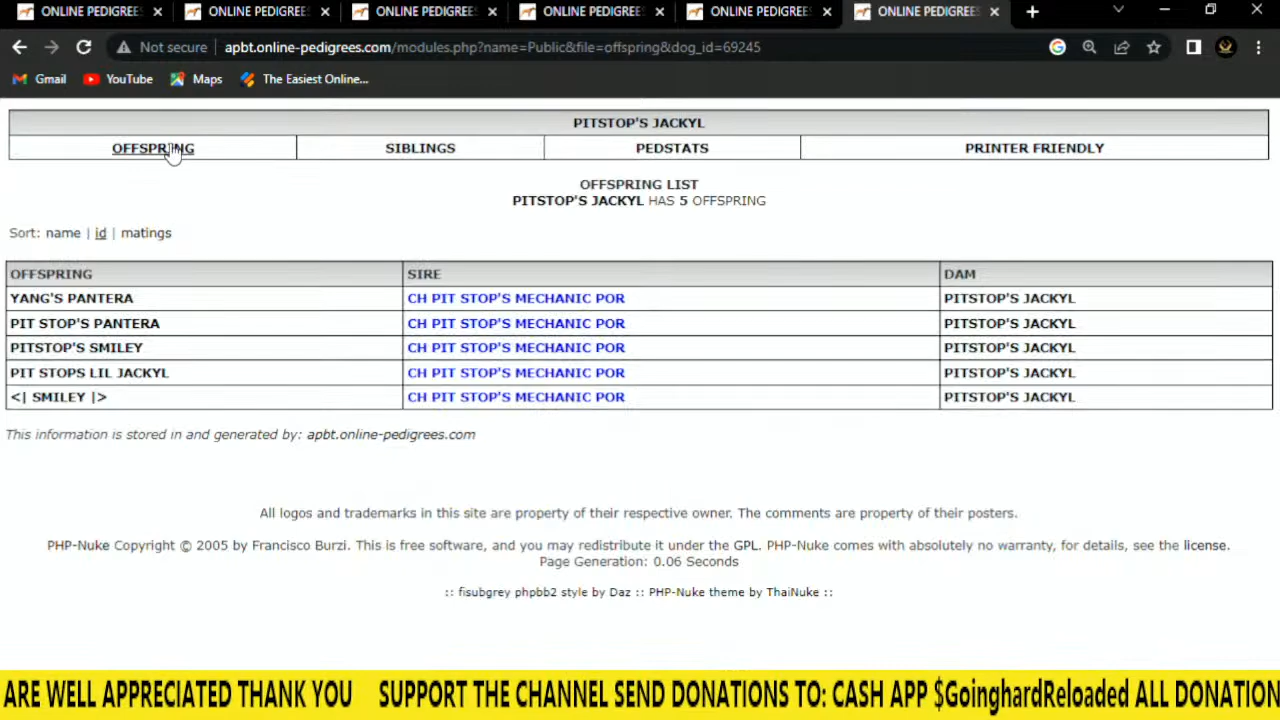 ONLINE PEDIGREES ONLINE PEDIGREES ONLINE PEDIGREES ONLINE PEDIGREES ONLINE PEDIGREES ONLINE PEDIGREES
Not secure apbt.online-pedigrees.com/modules.php?name=Public&file=offspring&dog_id=69245
Gmail YouTube Maps The Easiest Online...
PITSTOP'S JACKYL
OFFSPRING SIBLINGS PEDSTATS PRINTER FRIENDLY
OFFSPRING LIST
PITSTOP'S JACKYL HAS 5 OFFSPRING
Sort: name | id | matings
OFFSPRING SIRE DAM
YANG'S PANTERA CH PIT STOP'S MECHANIC POR PITSTOP'S JACKYL
PIT STOP'S PANTERA CH PIT STOP'S MECHANIC POR PITSTOP'S JACKYL
PITSTOP'S SMILEY CH PIT STOP'S MECHANIC POR PITSTOP'S JACKYL
PIT STOPS LIL JACKYL CH PIT STOP'S MECHANIC POR PITSTOP'S JACKYL
<| SMILEY |> CH PIT STOP'S MECHANIC POR PITSTOP'S JACKYL
This information is stored in and generated by: apbt.online-pedigrees.com
All logos and trademarks in this site are property of their respective owner. The comments are property of their posters.
PHP-Nuke Copyright © 2005 by Francisco Burzi. This is free software, and you may redistribute it under the GPL. PHP-Nuke comes with absolutely no warranty, for details, see the license.
Page Generation: 0.06 Seconds
:: fisubgrey phpbb2 style by Daz :: PHP-Nuke theme by ThaiNuke ::
ARE WELL APPRECIATED THANK YOU SUPPORT THE CHANNEL SEND DONATIONS TO: CASH APP $GoinghardReloaded ALL DONATION